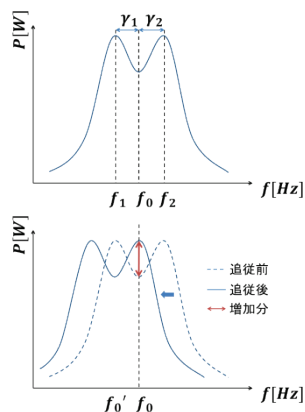 P[W]
γ₁ γ₂
f₁ f₀ f₂
f[Hz]
P[W]
追従前
追従後
増加分
f₀′ f₀
f[Hz]